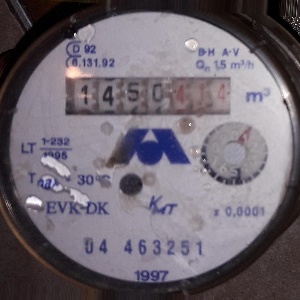 D 92 B-H A-V
6.131.92 Qn 1,5 m³/h
4450414 m³
LT 1-232
1995
30°C
EVK-DK x 0,0001
04 463251
1997